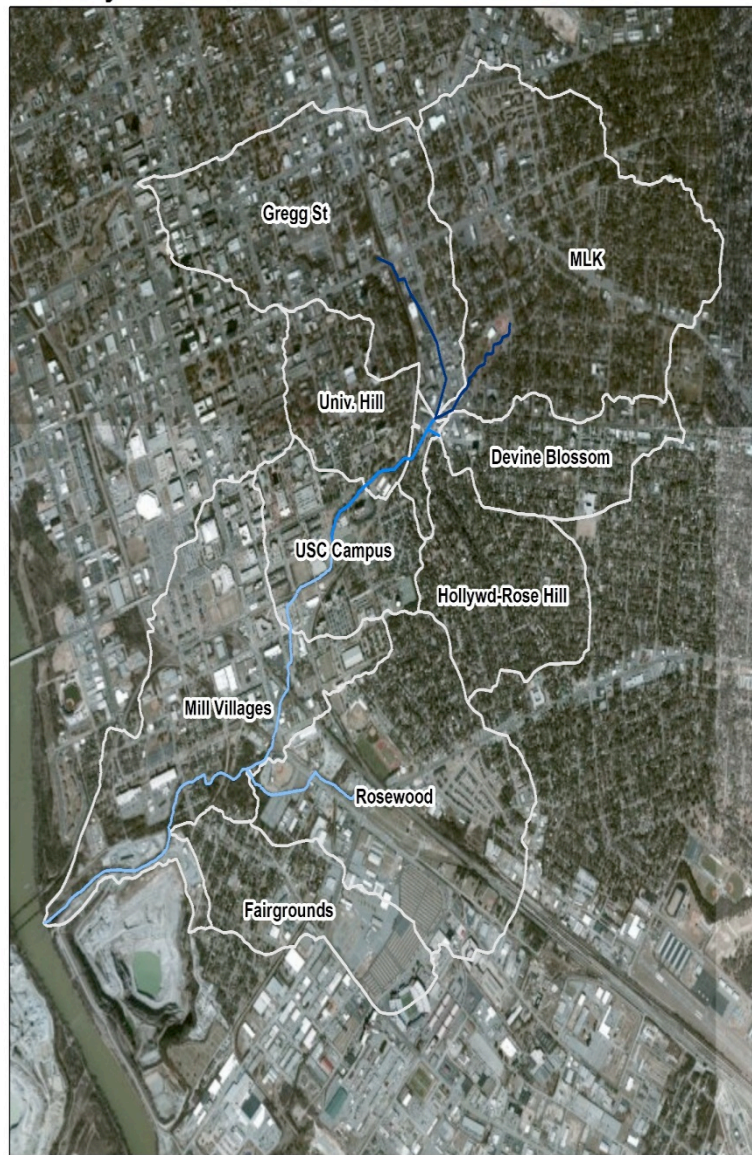 Gregg St
MLK
Univ. Hill
Devine Blossom
USC Campus
Hollywd-Rose Hill
Mill Villages
Rosewood
Fairgrounds